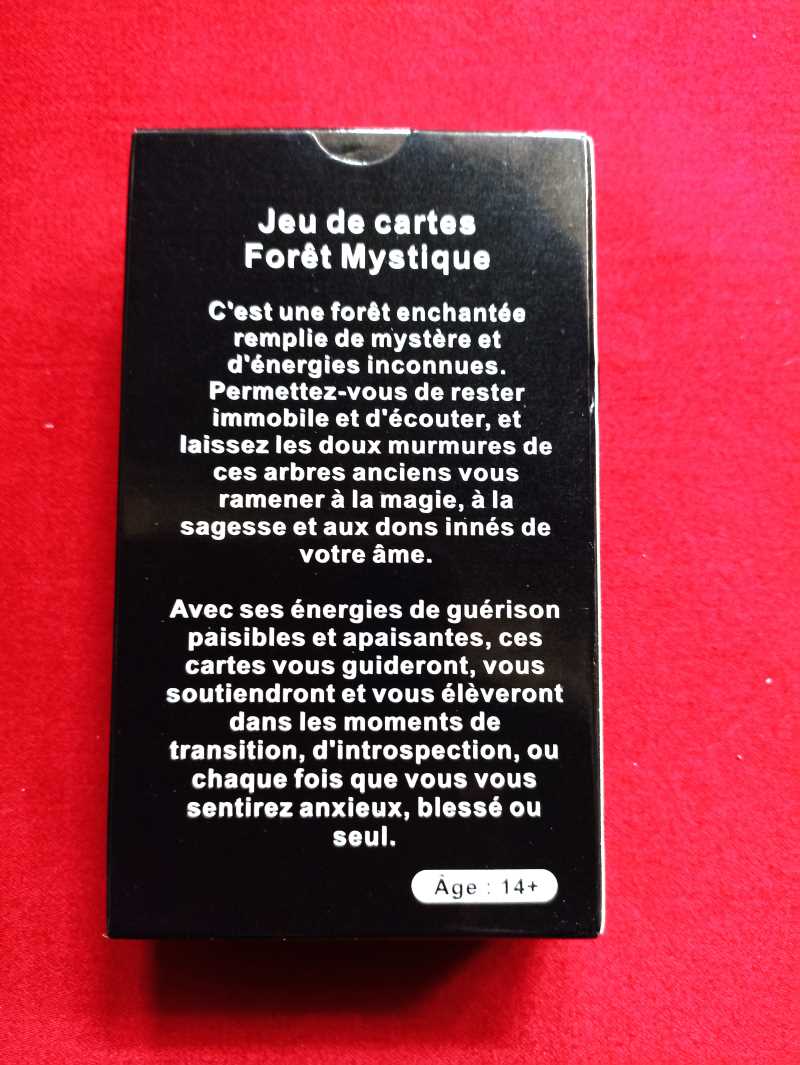 Jeu de cartes
Forêt Mystique
C'est une forêt enchantée
remplie de mystère et
d'énergies inconnues.
Permettez-vous de rester
immobile et d'écouter, et
laissez les doux murmures de
ces arbres anciens vous
ramener à la magie, à la
sagesse et aux dons innés de
votre âme.
Avec ses énergies de guérison
paisibles et apaisantes, ces
cartes vous guideront, vous
soutiendront et vous élèveront
dans les moments de
transition, d'introspection, ou
chaque fois que vous vous
sentirez anxieux, blessé ou
seul.
Âge : 14+